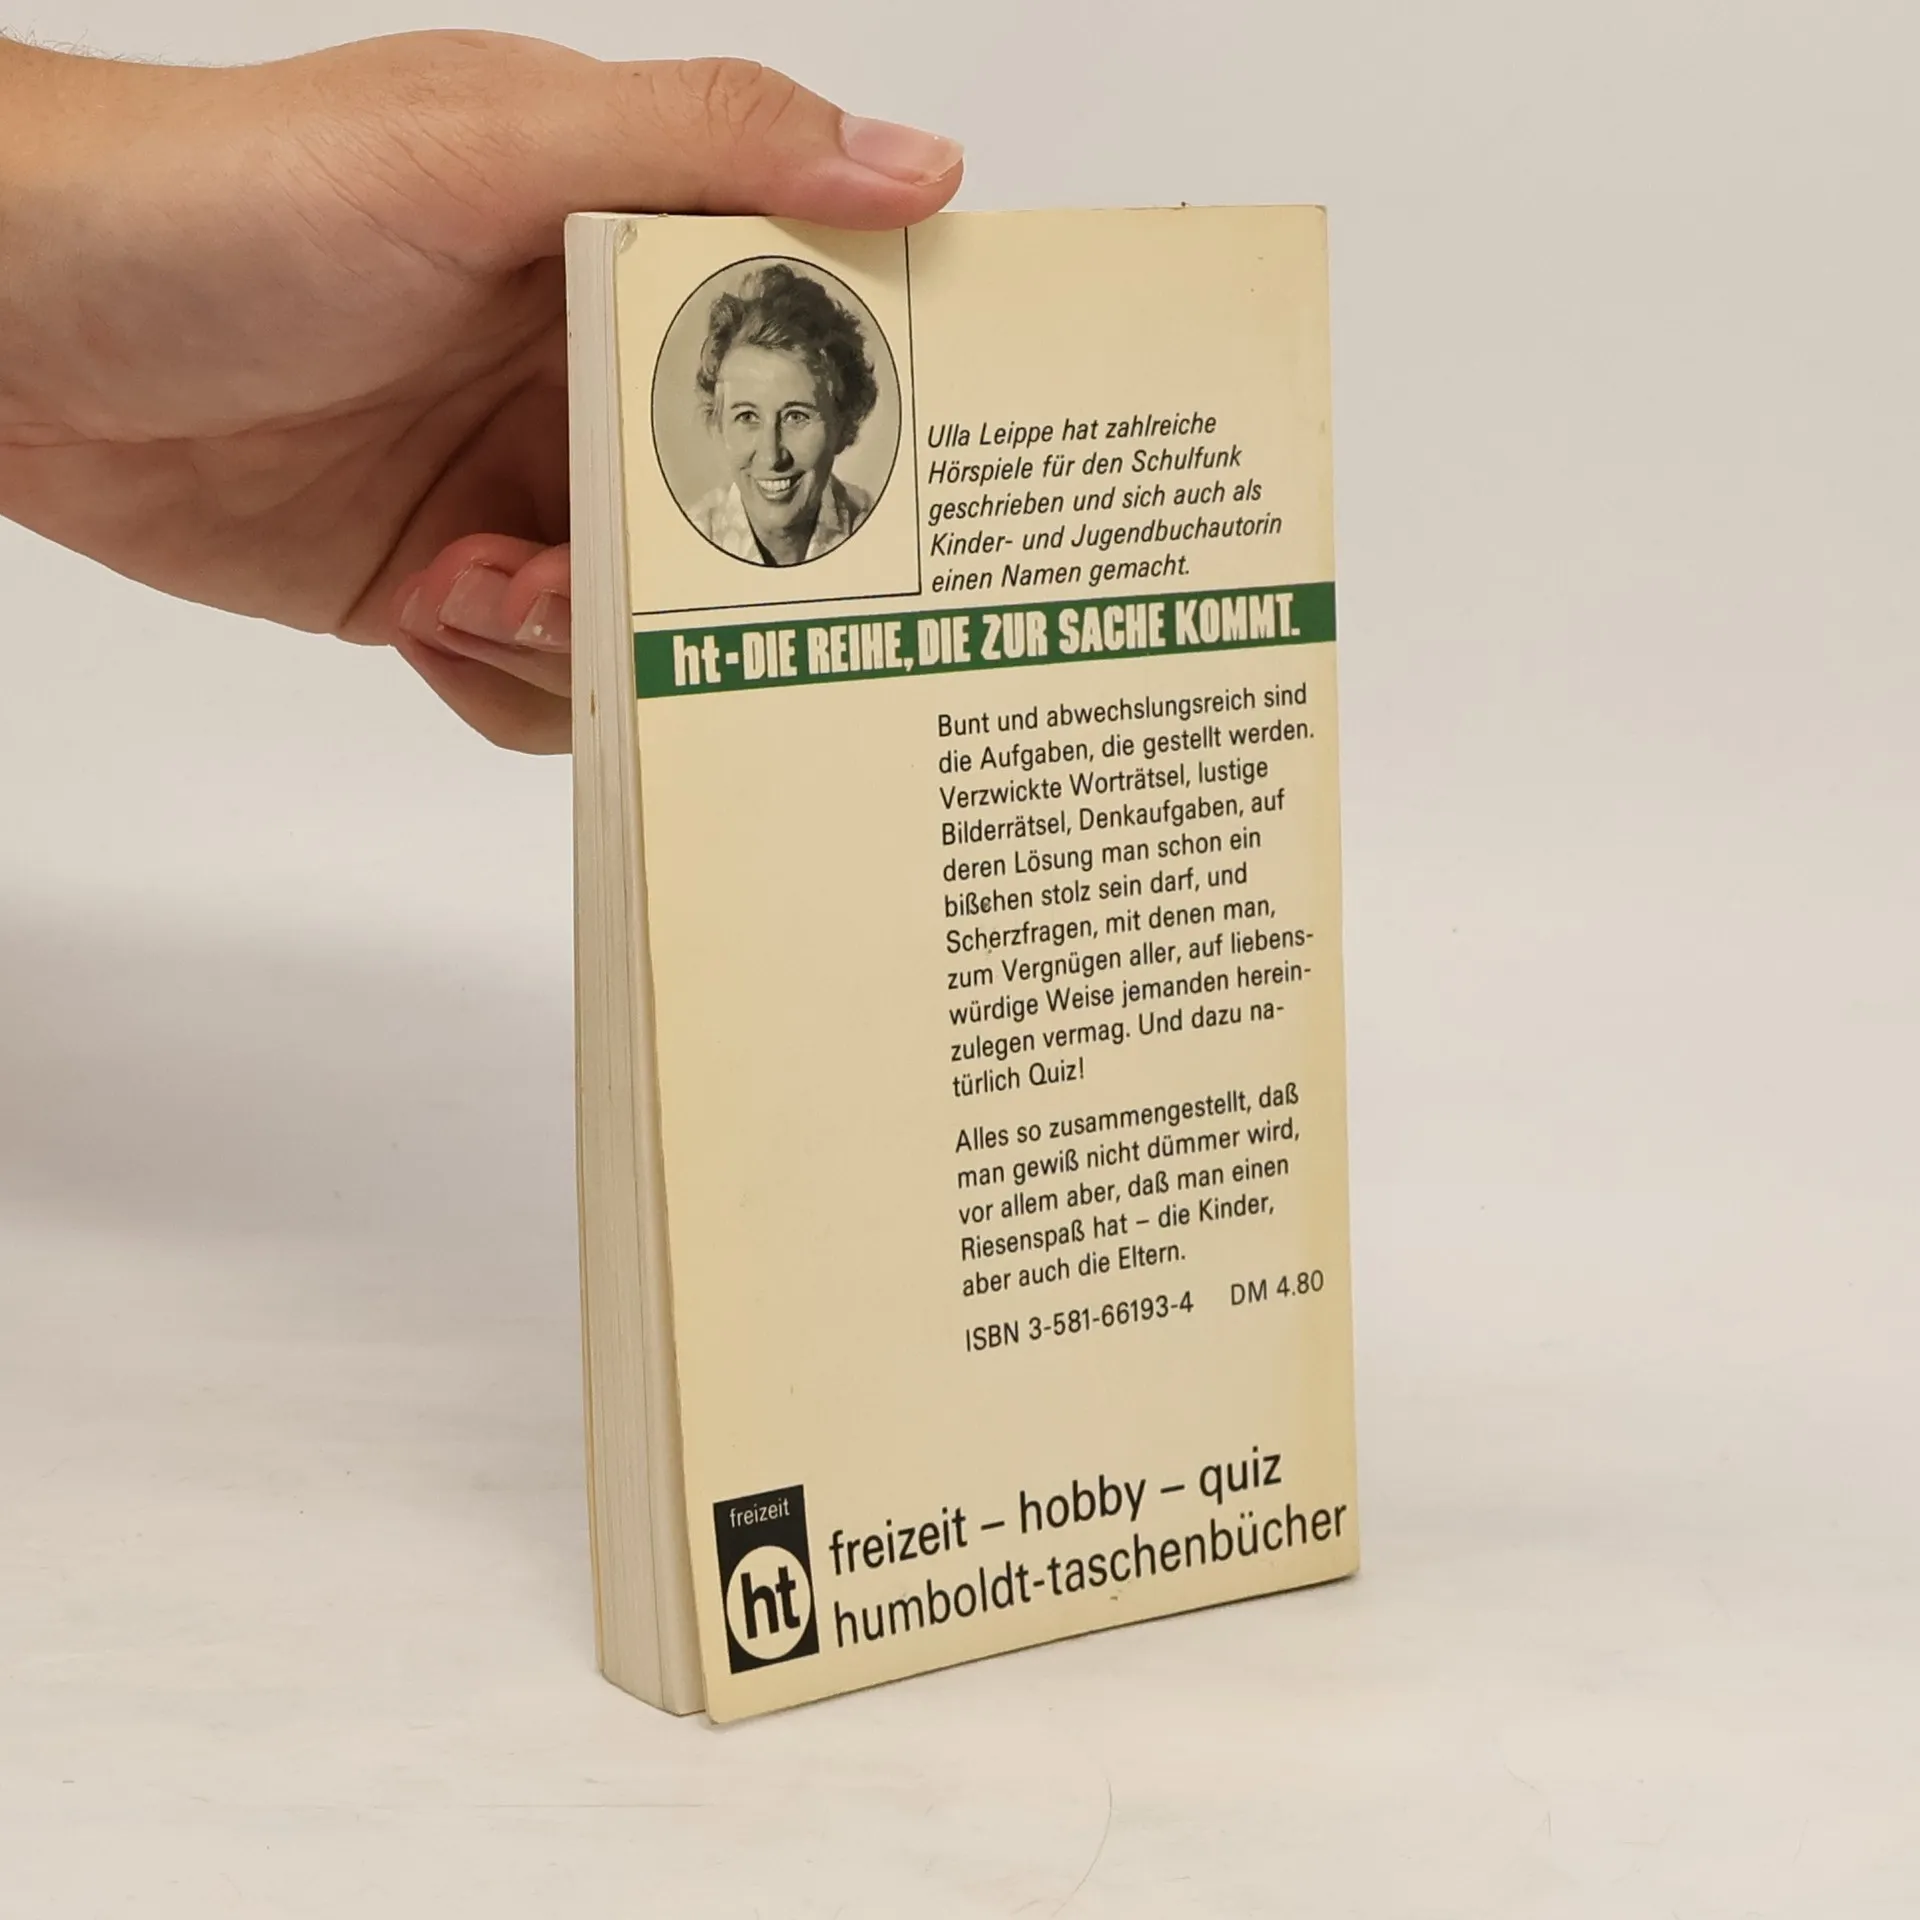 Ulla Leippe hat zahlreiche
Hörspiele für den Schulfunk
geschrieben und sich auch als
Kinder- und Jugendbuchautorin
einen Namen gemacht.
ht-DIE REIHE, DIE ZUR SACHE KOMMT.
Bunt und abwechslungsreich sind
die Aufgaben, die gestellt werden.
Verzwickte Worträtsel, lustige
Bilderrätsel, Denkaufgaben, auf
deren Lösung man schon ein
bißchen stolz sein darf, und
Scherzfragen, mit denen man,
zum Vergnügen aller, auf liebens-
würdige Weise jemanden herein-
zulegen vermag. Und dazu na-
türlich Quiz!
Alles so zusammengestellt, daß
man gewiß nicht dümmer wird,
vor allem aber, daß man einen
Riesenspaß hat – die Kinder,
aber auch die Eltern.
ISBN 3-581-66193-4 DM 4.80
freizeit
ht
freizeit – hobby – quiz
humboldt-taschenbücher